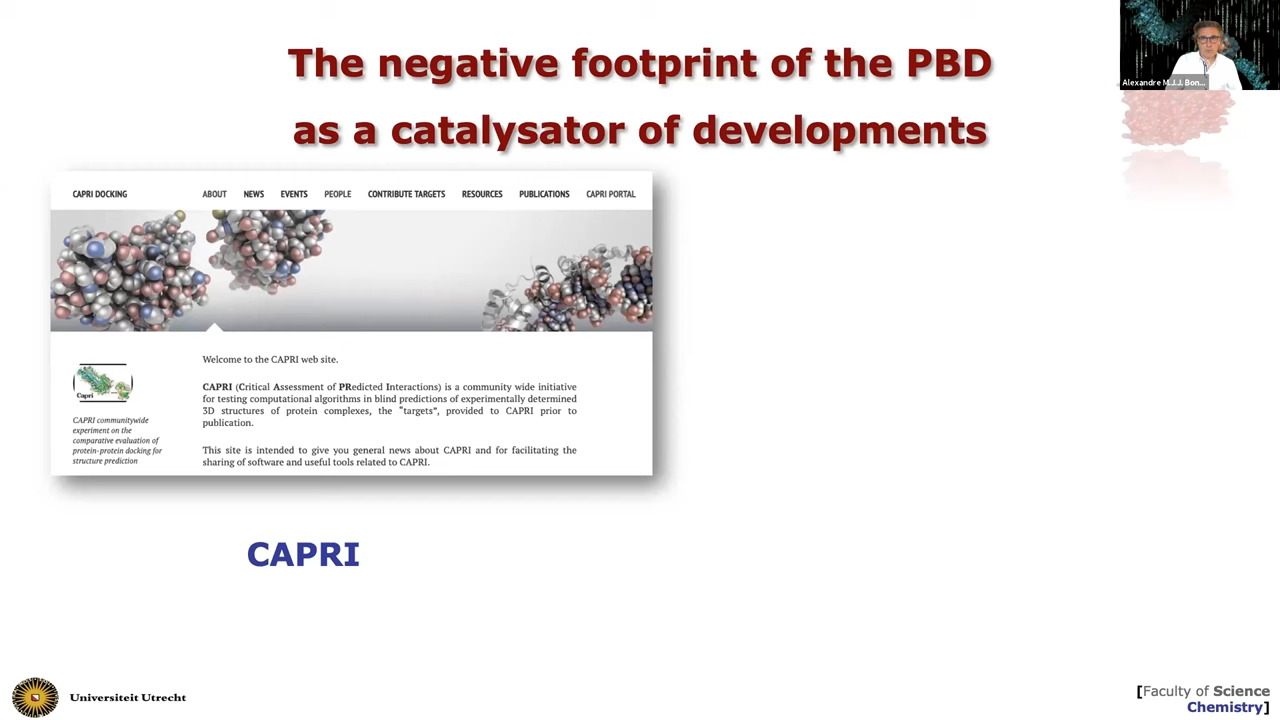 The negative footprint of the PBD
as a catalysator of developments
Alexandre M.J.J. Bon...
CAPRI DOCKING ABOUT NEWS EVENTS PEOPLE CONTRIBUTE TARGETS RESOURCES PUBLICATIONS CAPRI PORTAL
Capri
CAPRI communitywide
experiment on the
comparative evaluation of
protein-protein docking for
structure prediction
Welcome to the CAPRI web site.
CAPRI (Critical Assessment of PRedicted Interactions) is a community wide initiative
for testing computational algorithms in blind predictions of experimentally determined
3D structures of protein complexes, the "targets", provided to CAPRI prior to
publication.
This site is intended to give you general news about CAPRI and for facilitating the
sharing of software and useful tools related to CAPRI.
CAPRI
Universiteit Utrecht
[Faculty of Science
Chemistry]